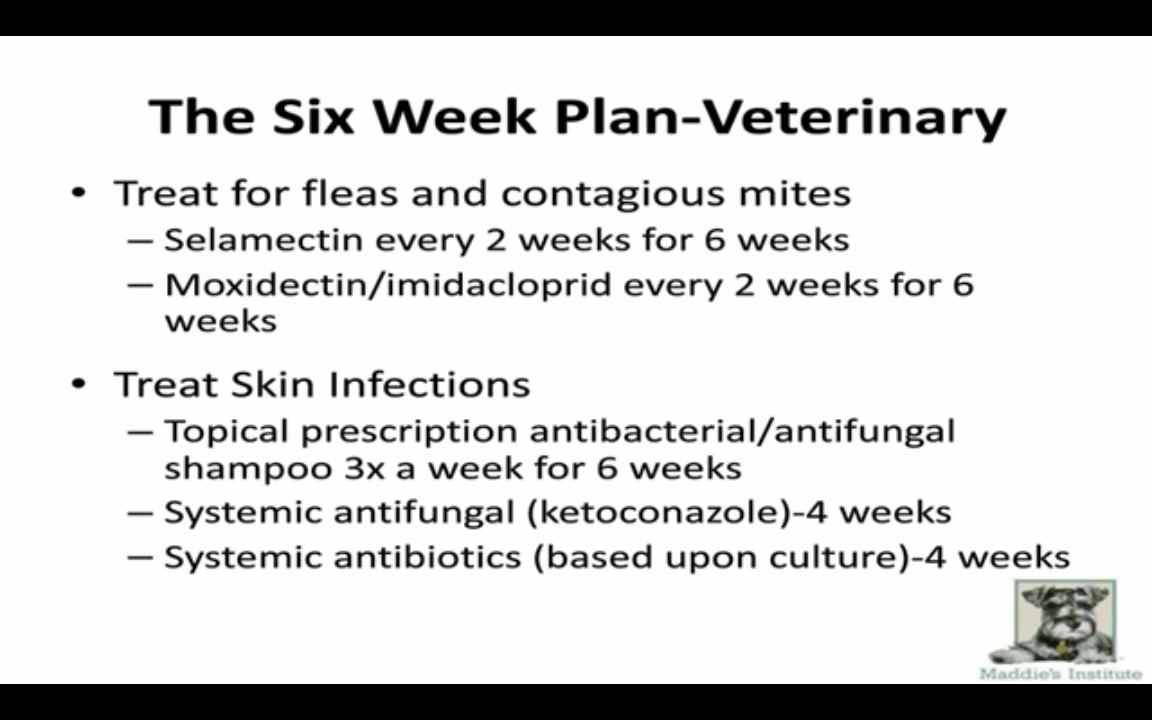 The Six Week Plan-Veterinary
• Treat for fleas and contagious mites
– Selamectin every 2 weeks for 6 weeks
– Moxidectin/imidacloprid every 2 weeks for 6
weeks
• Treat Skin Infections
– Topical prescription antibacterial/antifungal
shampoo 3x a week for 6 weeks
– Systemic antifungal (ketoconazole)-4 weeks
– Systemic antibiotics (based upon culture)-4 weeks
Maddie's Institute